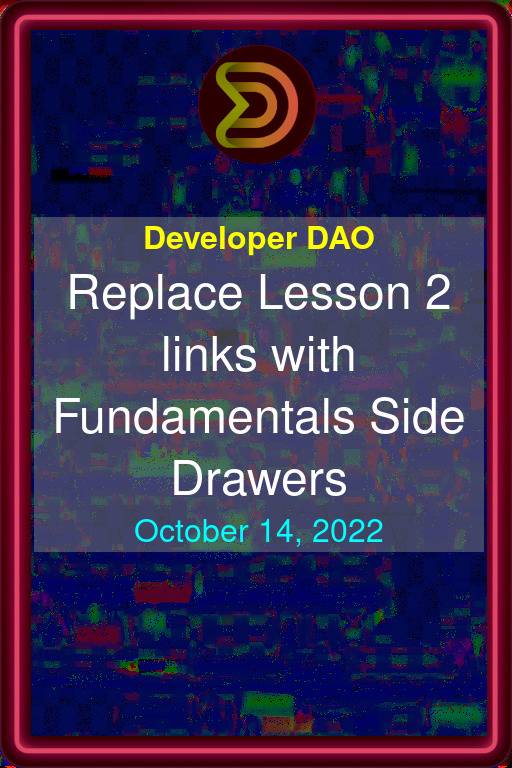 Developer DAO
Replace Lesson 2
links with
Fundamentals Side
Drawers
October 14, 2022